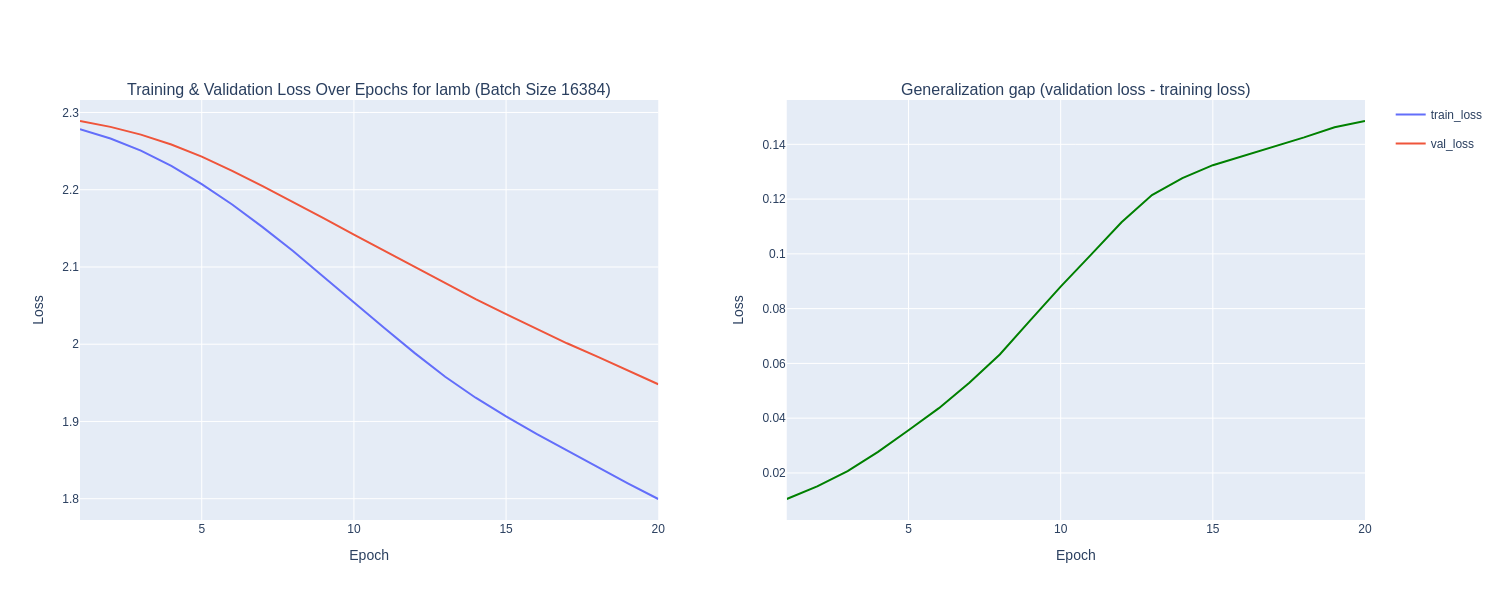 Training & Validation Loss Over Epochs for lamb (Batch Size 16384)
2.3
2.2
2.1
2
1.9
1.8
Loss
5
10
15
20
Epoch
Generalization gap (validation loss - training loss)
0.14
0.12
0.1
0.08
0.06
0.04
0.02
Loss
5
10
15
20
Epoch
train_loss
val_loss